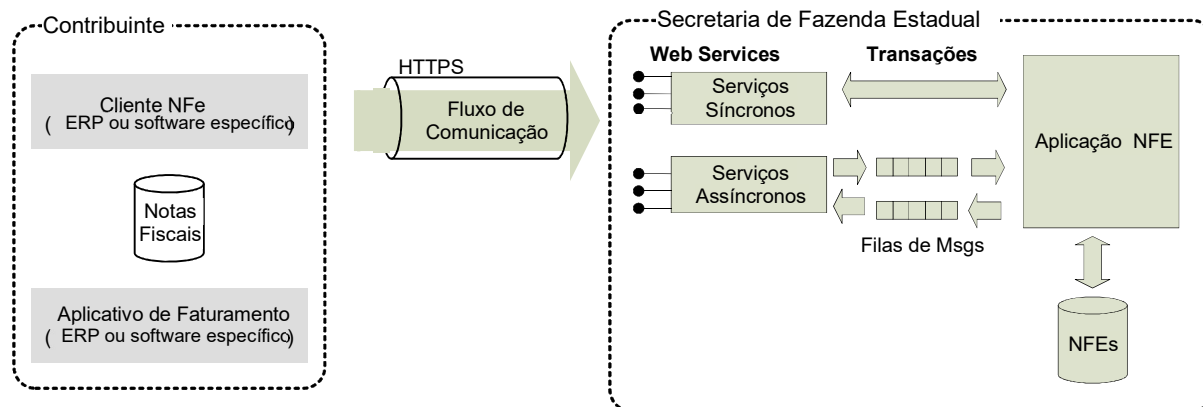 Contribuinte
Cliente NFe
( ERP ou software específico)
Notas
Fiscais
Aplicativo de Faturamento
( ERP ou software específico)
HTTPS
Fluxo de
Comunicação
Secretaria de Fazenda Estadual
Web Services
Transações
Serviços
Síncronos
Serviços
Assíncronos
Filas de Msgs
Aplicação NFE
NFEs